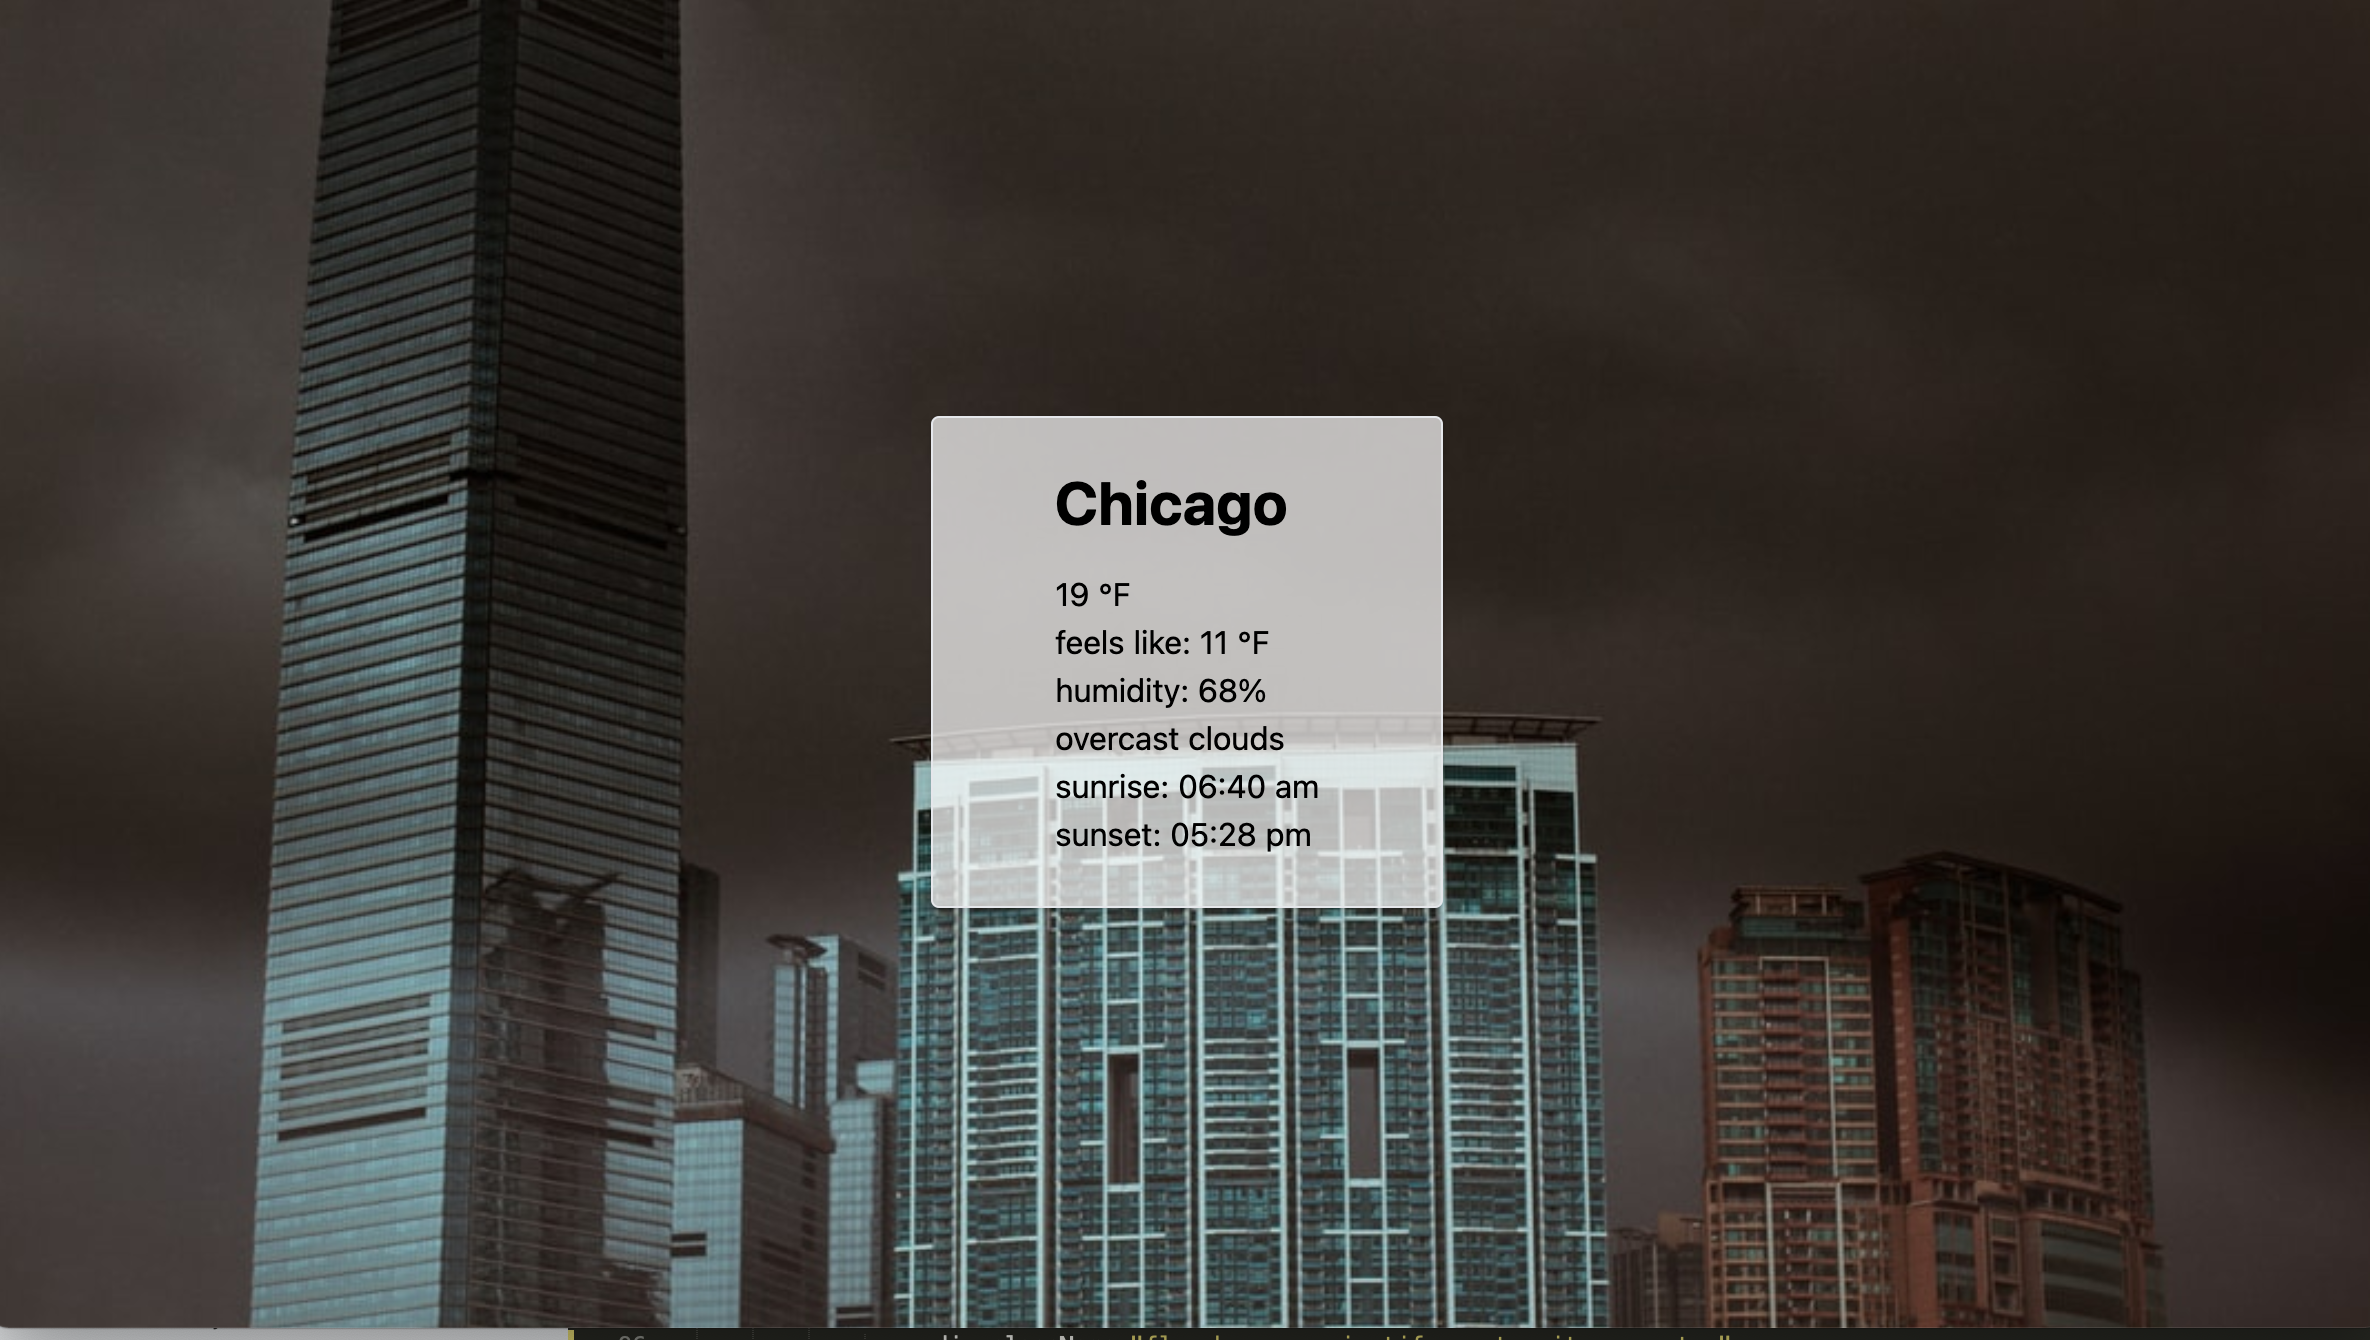 Chicago
19 °F
feels like: 11 °F
humidity: 68%
overcast clouds
sunrise: 06:40 am
sunset: 05:28 pm